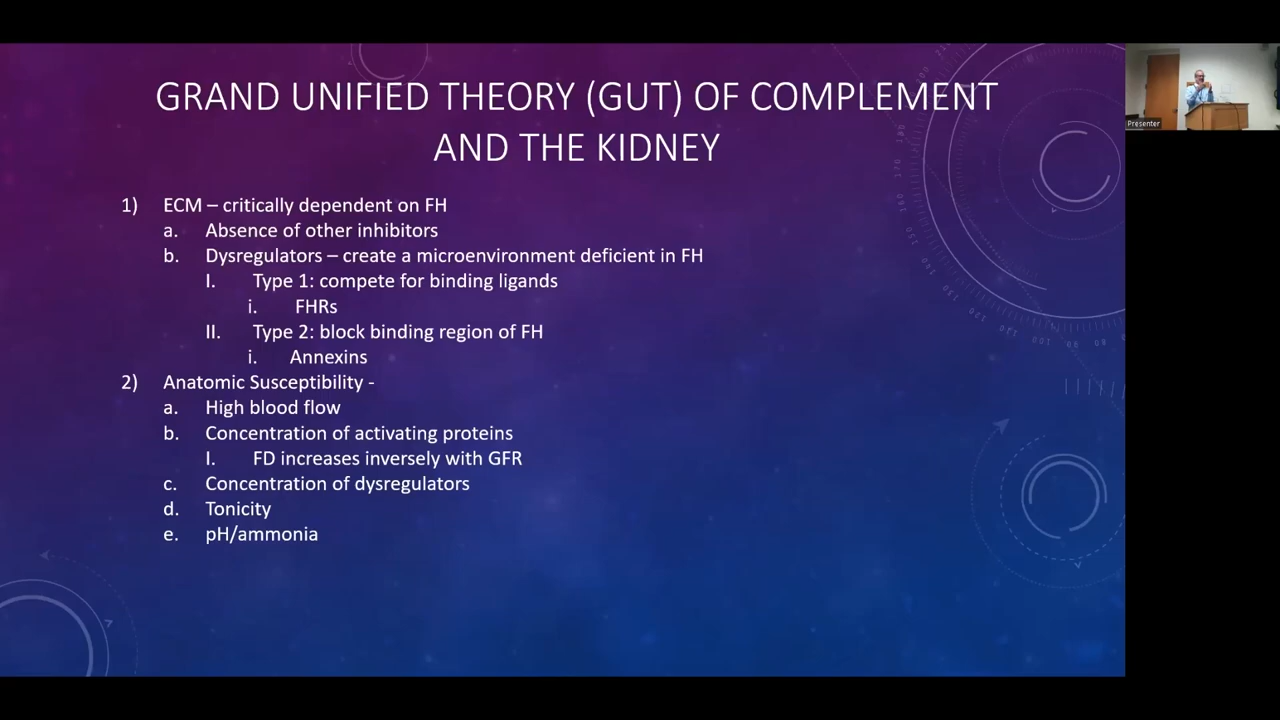 GRAND UNIFIED THEORY (GUT) OF COMPLEMENT
AND THE KIDNEY
1) ECM – critically dependent on FH
a. Absence of other inhibitors
b. Dysregulators – create a microenvironment deficient in FH
I. Type 1: compete for binding ligands
i. FHRs
II. Type 2: block binding region of FH
i. Annexins
2) Anatomic Susceptibility -
a. High blood flow
b. Concentration of activating proteins
I. FD increases inversely with GFR
c. Concentration of dysregulators
d. Tonicity
e. pH/ammonia
Presenter